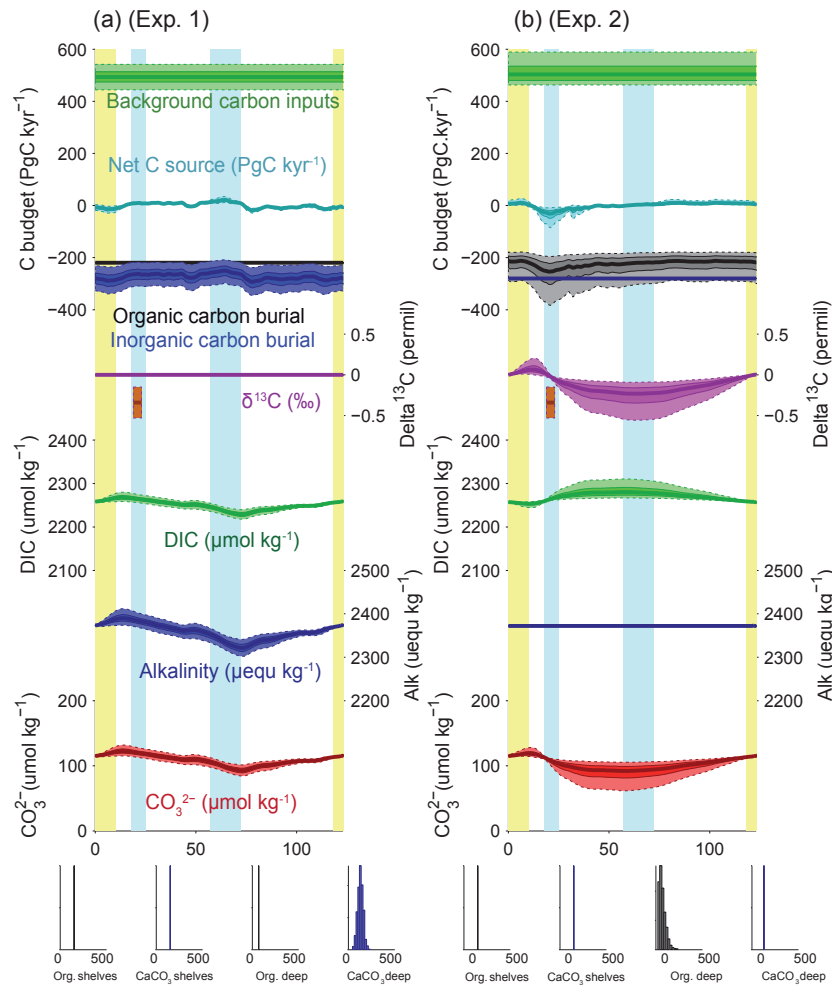 (a) (Exp. 1)
(b) (Exp. 2)
C budget (PgC kyr⁻¹)
600
400
200
0
−200
−400
Background carbon inputs
Net C source (PgC kyr⁻¹)
Organic carbon burial
Inorganic carbon burial
δ¹³C (‰)
0.5
0
−0.5
Delta¹³C (permil)
DIC (umol kg⁻¹)
2400
2300
2200
2100
DIC (µmol kg⁻¹)
2500
2400
2300
2200
Alk (uequ kg⁻¹)
Alkalinity (µequ kg⁻¹)
CO₃²⁻(umol kg⁻¹)
200
100
0
CO₃²⁻ (µmol kg⁻¹)
0 50 100
C budget (PgC.kyr⁻¹)
600
400
200
0
−200
−400
0.5
0
−0.5
Delta¹³C (permil)
DIC (umol kg⁻¹)
2400
2300
2200
2100
2500
2400
2300
2200
Alk (uequ kg⁻¹)
CO₃²⁻(umol kg⁻¹)
200
100
0
0 50 100
0 500 0 500 0 500 0 500
Org. shelves CaCO₃ shelves Org. deep CaCO₃deep
0 500 0 500 0 500 0 500
Org. shelves CaCO₃ shelves Org. deep CaCO₃deep